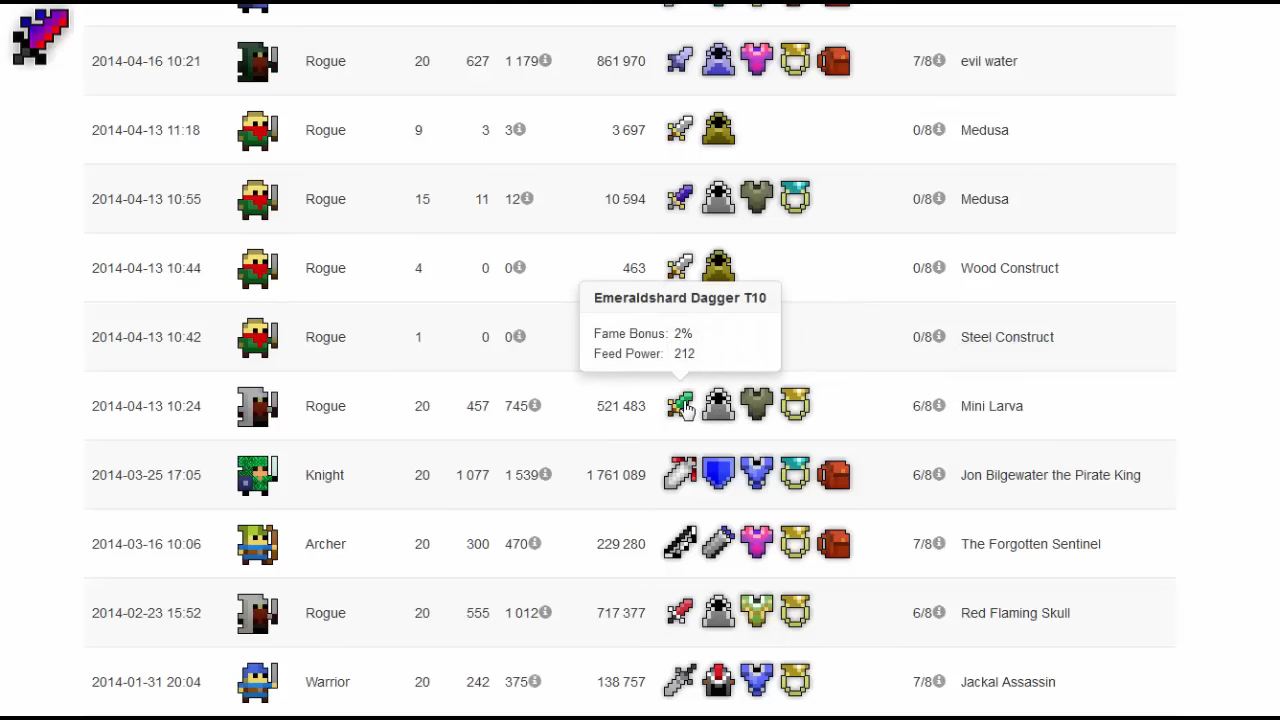 2014-04-16 10:21 Rogue 20 627 1 179 861 970 7/8 evil water
2014-04-13 11:18 Rogue 9 3 3 3 697 0/8 Medusa
2014-04-13 10:55 Rogue 15 11 12 10 594 0/8 Medusa
2014-04-13 10:44 Rogue 4 0 0 463 0/8 Wood Construct
Emeraldshard Dagger T10
Fame Bonus: 2%
Feed Power: 212
2014-04-13 10:42 Rogue 1 0 0 0/8 Steel Construct
2014-04-13 10:24 Rogue 20 457 745 521 483 6/8 Mini Larva
2014-03-25 17:05 Knight 20 1 077 1 539 1 761 089 6/8 Jon Bilgewater the Pirate King
2014-03-16 10:06 Archer 20 300 470 229 280 7/8 The Forgotten Sentinel
2014-02-23 15:52 Rogue 20 555 1 012 717 377 6/8 Red Flaming Skull
2014-01-31 20:04 Warrior 20 242 375 138 757 7/8 Jackal Assassin